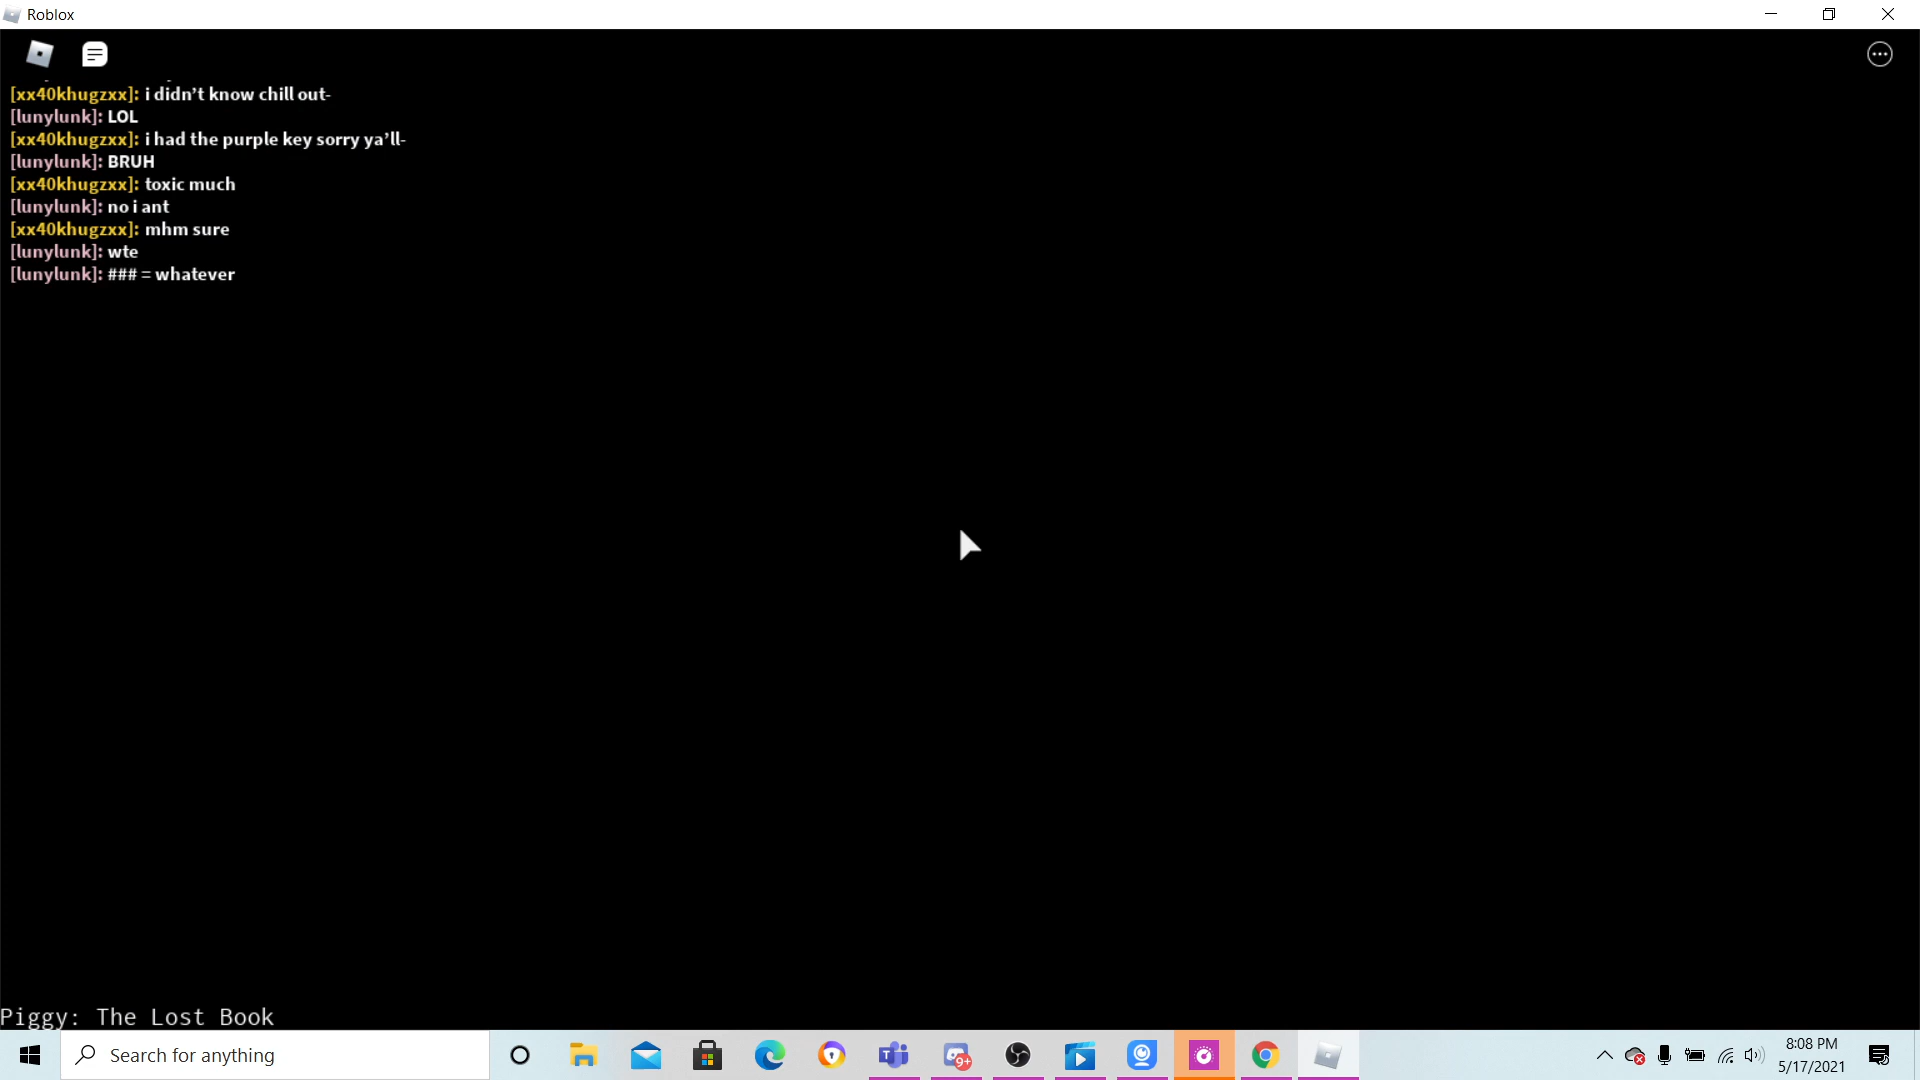 Roblox
[xx40khugzxx]: i didn't know chill out-
[lunylunk]: LOL
[xx40khugzxx]: i had the purple key sorry ya'll-
[lunylunk]: BRUH
[xx40khugzxx]: toxic much
[lunylunk]: no i ant
[xx40khugzxx]: mhm sure
[lunylunk]: wte
[lunylunk]: ### = whatever
Piggy: The Lost Book
Search for anything
9+
8:08 PM
5/17/2021